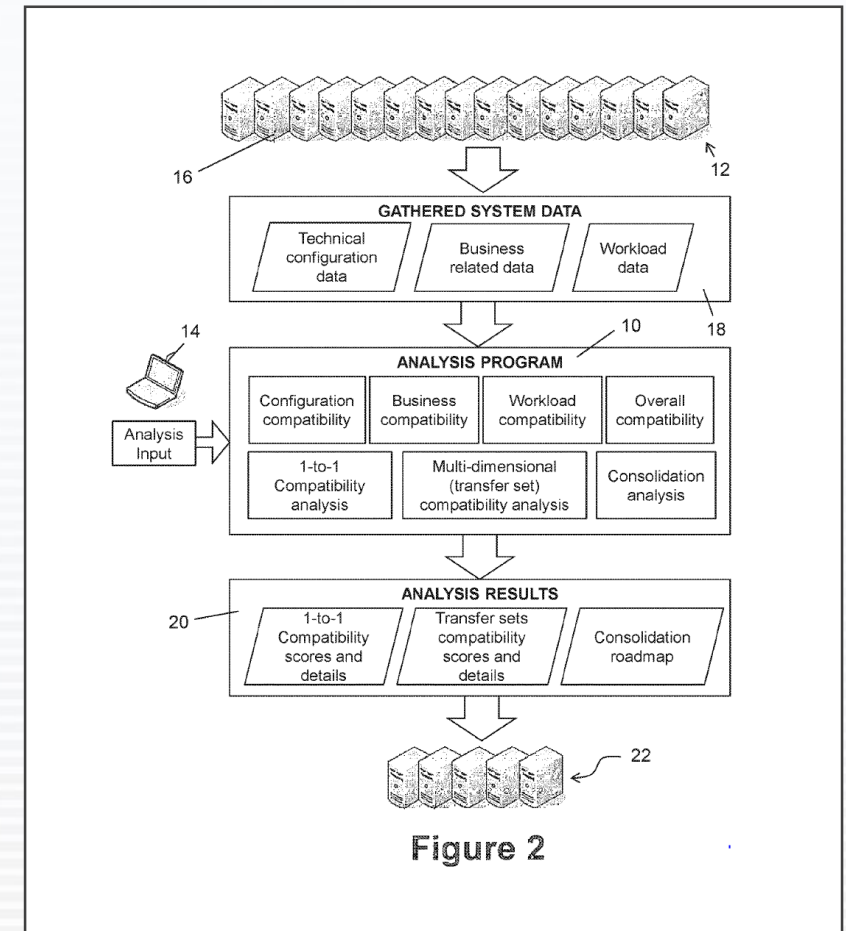 16
12
GATHERED SYSTEM DATA
Technical
configuration
data
Business
related data
Workload
data
18
14
10
ANALYSIS PROGRAM
Analysis
Input
Configuration
compatibility
Business
compatibility
Workload
compatibility
Overall
compatibility
1-to-1
Compatibility
analysis
Multi-dimensional
(transfer set)
compatibility analysis
Consolidation
analysis
20
ANALYSIS RESULTS
1-to-1
Compatibility
scores and
details
Transfer sets
compatibility
scores and
details
Consolidation
roadmap
22
Figure 2